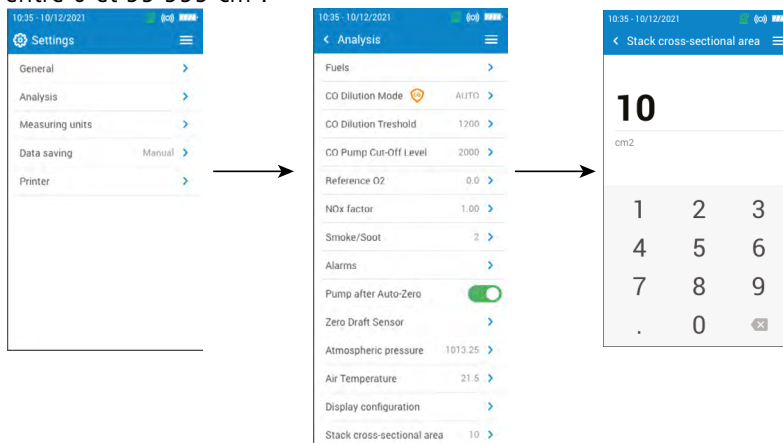 entre 0 et 99 999 cm².
10:35 - 10/12/2021
Settings
General
Analysis
Measuring units
Data saving Manual
Printer
10:35 - 10/12/2021
Analysis
Fuels
CO Dilution Mode AUTO
CO Dilution Treshold 1200
CO Pump Cut-Off Level 2000
Reference O2 0.0
NOx factor 1.00
Smoke/Soot 2
Alarms
Pump after Auto-Zero
Zero Draft Sensor
Atmospheric pressure 1013.25
Air Temperature 21.5
Display configuration
Stack cross-sectional area 10
10:35 - 10/12/2021
Stack cross-sectional area
10
cm2
1 2 3
4 5 6
7 8 9
. 0